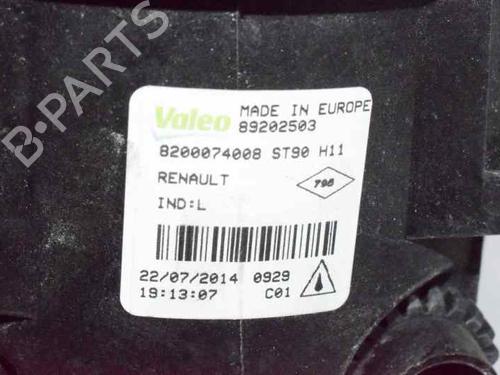 B-PARTS
Valeo MADE IN EUROPE
89202503
8200074008 ST90 H11
RENAULT 796
IND:L
22/07/2014 0929
19:13:07 C01